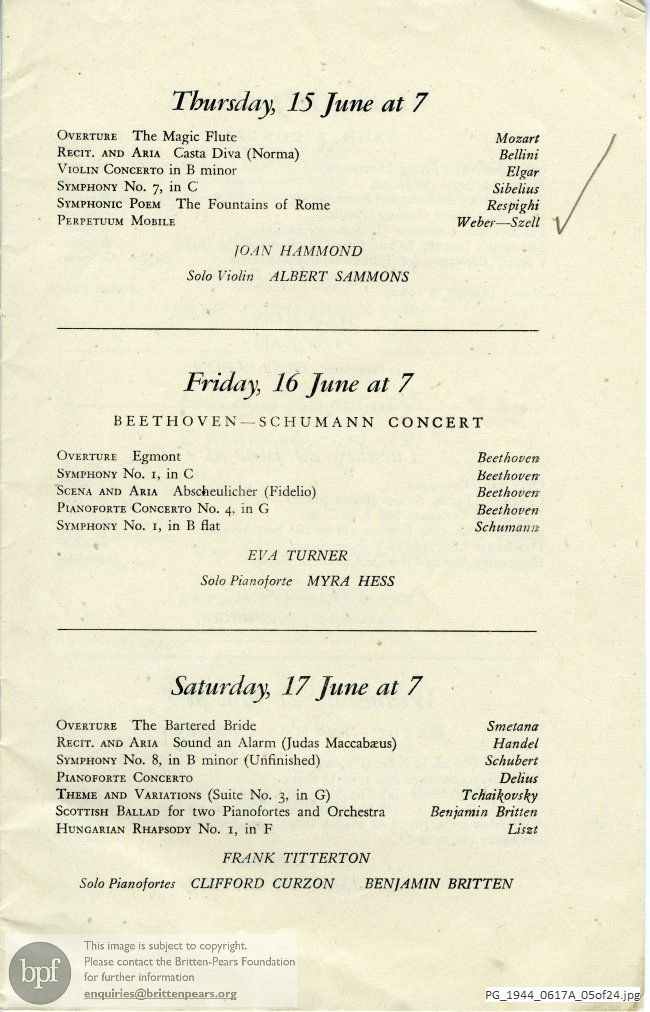 Thursday, 15 June at 7
OVERTURE The Magic Flute Mozart
RECIT. AND ARIA Casta Diva (Norma) Bellini
VIOLIN CONCERTO in B minor Elgar
SYMPHONY No. 7, in C Sibelius
SYMPHONIC POEM The Fountains of Rome Respighi
PERPETUUM MOBILE Weber—Szell
JOAN HAMMOND
Solo Violin ALBERT SAMMONS
Friday, 16 June at 7
BEETHOVEN—SCHUMANN CONCERT
OVERTURE Egmont Beethoven
SYMPHONY No. 1, in C Beethoven
SCENA AND ARIA Abscheulicher (Fidelio) Beethoven
PIANOFORTE CONCERTO No. 4, in G Beethoven
SYMPHONY No. 1, in B flat Schumann
EVA TURNER
Solo Pianoforte MYRA HESS
Saturday, 17 June at 7
OVERTURE The Bartered Bride Smetana
RECIT. AND ARIA Sound an Alarm (Judas Maccabæus) Handel
SYMPHONY No. 8, in B minor (Unfinished) Schubert
PIANOFORTE CONCERTO Delius
THEME AND VARIATIONS (Suite No. 3, in G) Tchaikovsky
SCOTTISH BALLAD for two Pianofortes and Orchestra Benjamin Britten
HUNGARIAN RHAPSODY No. 1, in F Liszt
FRANK TITTERTON
Solo Pianofortes CLIFFORD CURZON BENJAMIN BRITTEN
bpf
This image is subject to copyright.
Please contact the Britten-Pears Foundation
for further information
enquiries@brittenpears.org
PG_1944_0617A_05of24.jpg